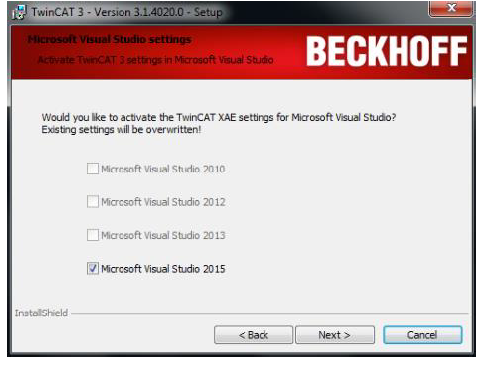 TwinCAT 3 - Version 3.1.4020.0 - Setup
Microsoft Visual Studio settings
Activate TwinCAT 3 settings in Microsoft Visual Studio
BECKHOFF
Would you like to activate the TwinCAT XAE settings for Microsoft Visual Studio?
Existing settings will be overwritten!
Microsoft Visual Studio 2010
Microsoft Visual Studio 2012
Microsoft Visual Studio 2013
Microsoft Visual Studio 2015
InstallShield
< Back Next > Cancel